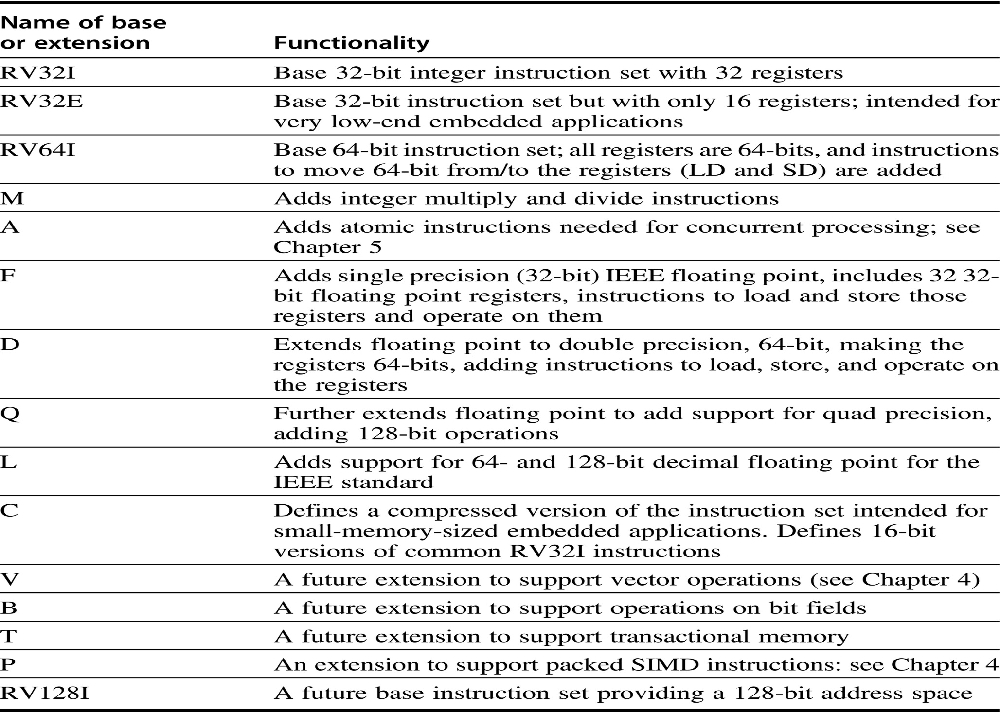 Name of base
or extension Functionality
RV32I Base 32-bit integer instruction set with 32 registers
RV32E Base 32-bit instruction set but with only 16 registers; intended for
very low-end embedded applications
RV64I Base 64-bit instruction set; all registers are 64-bits, and instructions
to move 64-bit from/to the registers (LD and SD) are added
M Adds integer multiply and divide instructions
A Adds atomic instructions needed for concurrent processing; see
Chapter 5
F Adds single precision (32-bit) IEEE floating point, includes 32 32-
bit floating point registers, instructions to load and store those
registers and operate on them
D Extends floating point to double precision, 64-bit, making the
registers 64-bits, adding instructions to load, store, and operate on
the registers
Q Further extends floating point to add support for quad precision,
adding 128-bit operations
L Adds support for 64- and 128-bit decimal floating point for the
IEEE standard
C Defines a compressed version of the instruction set intended for
small-memory-sized embedded applications. Defines 16-bit
versions of common RV32I instructions
V A future extension to support vector operations (see Chapter 4)
B A future extension to support operations on bit fields
T A future extension to support transactional memory
P An extension to support packed SIMD instructions: see Chapter 4
RV128I A future base instruction set providing a 128-bit address space